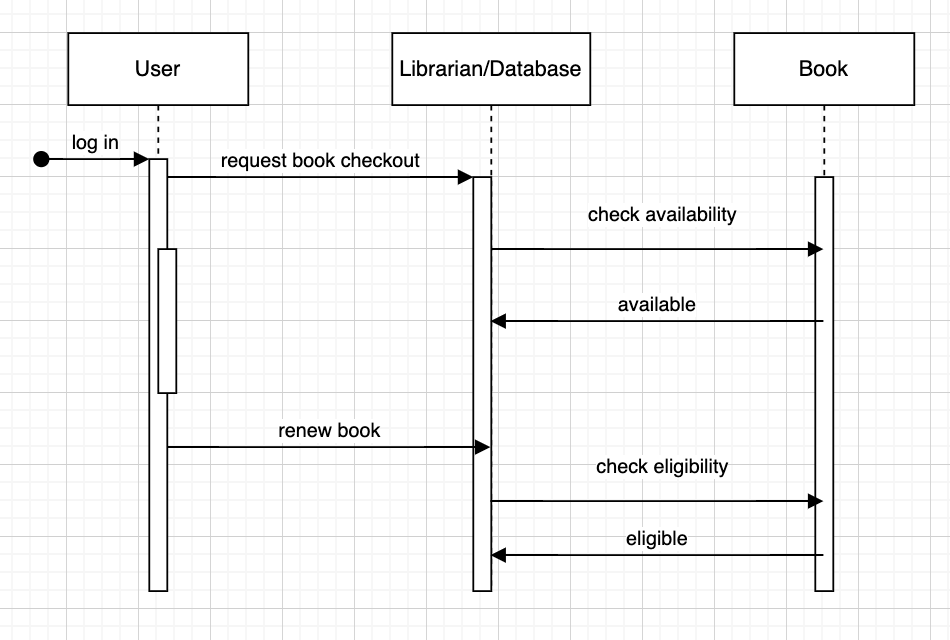 User
Librarian/Database
Book
log in
request book checkout
check availability
available
renew book
check eligibility
eligible